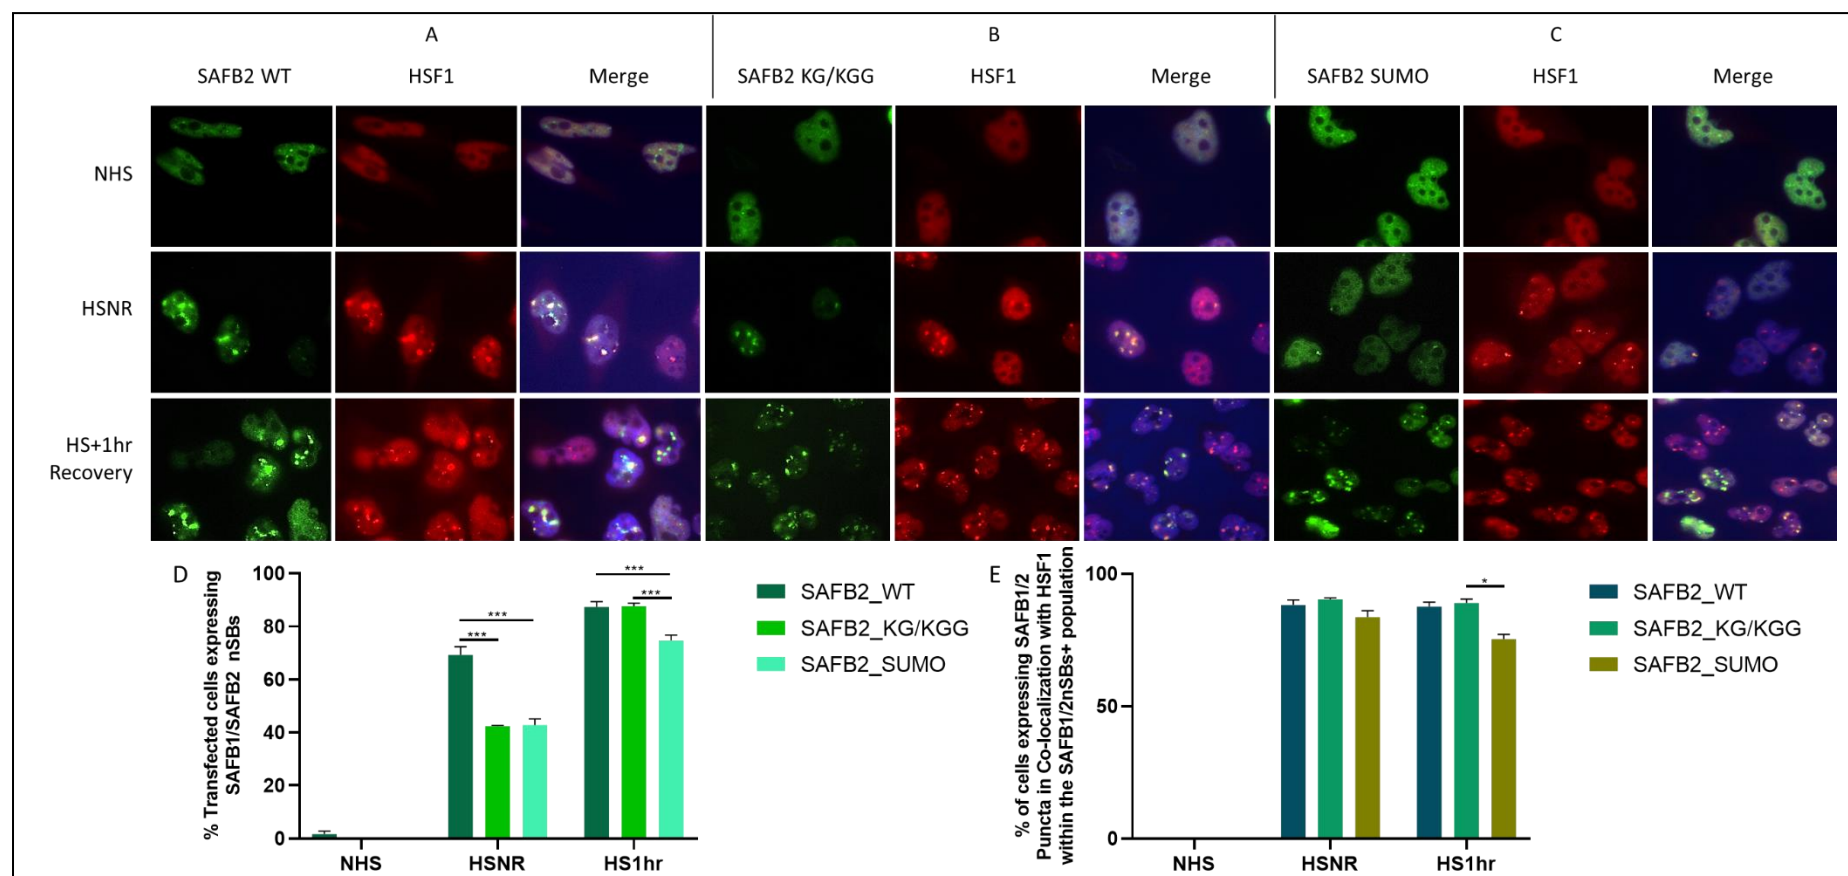 A
B
C
SAFB2 WT
HSF1
Merge
SAFB2 KG/KGG
HSF1
Merge
SAFB2 SUMO
HSF1
Merge
NHS
HSNR
HS+1hr
Recovery
D
% Transfected cells expressing
SAFB1/SAFB2 nSBs
100
80
60
40
20
0
***
***
***
***
NHS
HSNR
HS1hr
SAFB2_WT
SAFB2_KG/KGG
SAFB2_SUMO
E
% of cells expressing SAFB1/2
Puncta in Co-localization with HSF1
within the SAFB1/2nSBs+ population
100
50
0
*
NHS
HSNR
HS1hr
SAFB2_WT
SAFB2_KG/KGG
SAFB2_SUMO